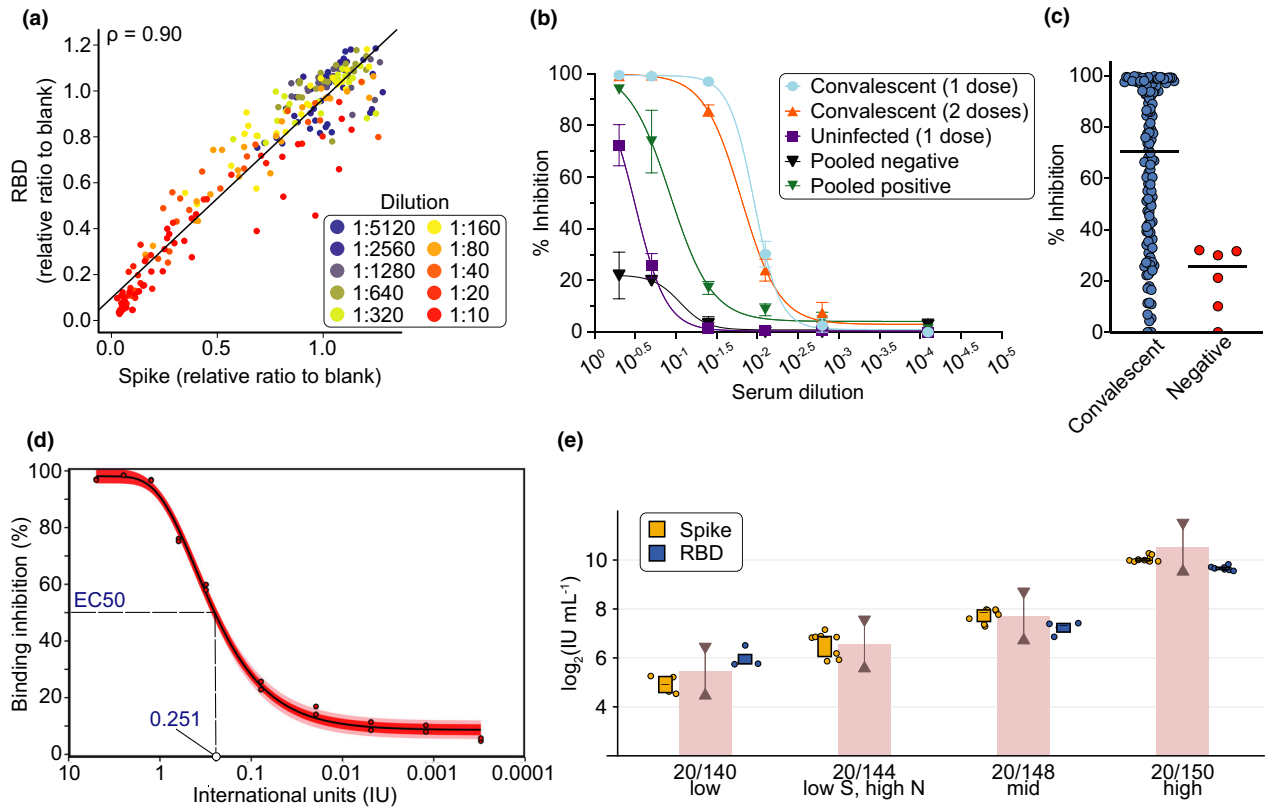 (a)
ρ = 0.90
RBD
(relative ratio to blank)
1.2
1.0
0.8
0.6
0.4
0.2
0.0
Dilution
1:5120 1:160
1:2560 1:80
1:1280 1:40
1:640 1:20
1:320 1:10
0.0 0.5 1.0
Spike (relative ratio to blank)
(b)
% Inhibition
100
80
60
40
20
0
Convalescent (1 dose)
Convalescent (2 doses)
Uninfected (1 dose)
Pooled negative
Pooled positive
10⁰ 10⁻⁰·⁵ 10⁻¹ 10⁻¹·⁵ 10⁻² 10⁻²·⁵ 10⁻³ 10⁻³·⁵ 10⁻⁴ 10⁻⁴·⁵ 10⁻⁵
Serum dilution
(c)
% Inhibition
100
80
60
40
20
0
Convalescent Negative
(d)
Binding inhibition (%)
100
80
60
40
20
0
EC50
0.251
10 1 0.1 0.01 0.001 0.0001
International units (IU)
(e)
log₂(IU mL⁻¹)
10
8
6
4
Spike
RBD
20/140 20/144 20/148 20/150
low low S, high N mid high